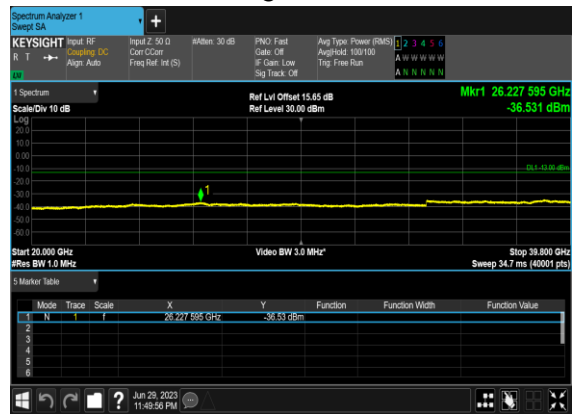 Spectrum Analyzer 1
Swept SA
KEYSIGHT Input: RF Input Z: 50 Ω #Atten: 30 dB PNO: Fast Avg Type: Power (RMS) 1 2 3 4 5 6
R T Coupling: DC Corr CCorr Gate: Off Avg|Hold: 100/100 A W W W W W
Align: Auto Freq Ref: Int (S) IF Gain: Low Trig: Free Run
LXI Sig Track: Off A N N N N N
1 Spectrum Ref Lvl Offset 15.65 dB Mkr1 26.227 595 GHz
Scale/Div 10 dB Ref Level 30.00 dBm -36.531 dBm
Log
20.0
10.0
0.00
-10.0 DL1 -13.00 dBm
-20.0
-30.0 1
-40.0
-50.0
-60.0
Start 20.000 GHz Video BW 3.0 MHz* Stop 39.800 GHz
#Res BW 1.0 MHz Sweep 34.7 ms (40001 pts)
5 Marker Table
Mode Trace Scale X Y Function Function Width Function Value
1 N 1 f 26.227 595 GHz -36.53 dBm
2
3
4
5
6
? Jun 29, 2023
11:49:56 PM